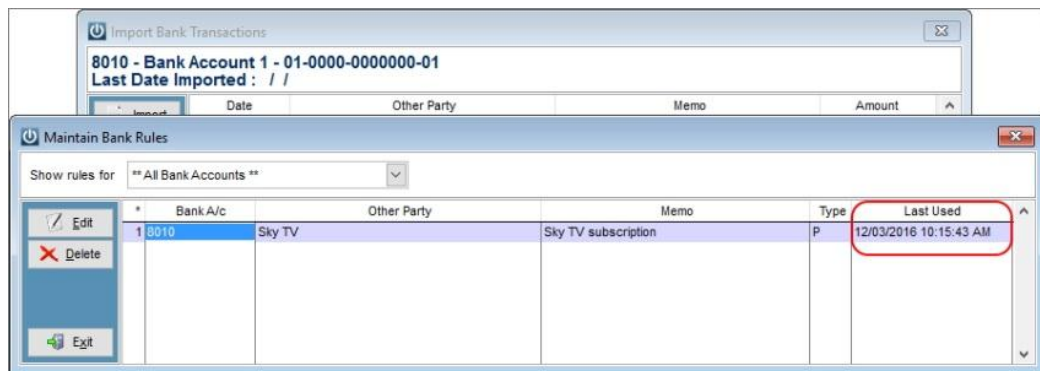 Import Bank Transactions
8010 - Bank Account 1 - 01-0000-0000000-01
Last Date Imported : / /
Import Date Other Party Memo Amount
Maintain Bank Rules
Show rules for ** All Bank Accounts **
Edit
Delete
Exit
* Bank A/c Other Party Memo Type Last Used
1 8010 Sky TV Sky TV subscription P 12/03/2016 10:15:43 AM